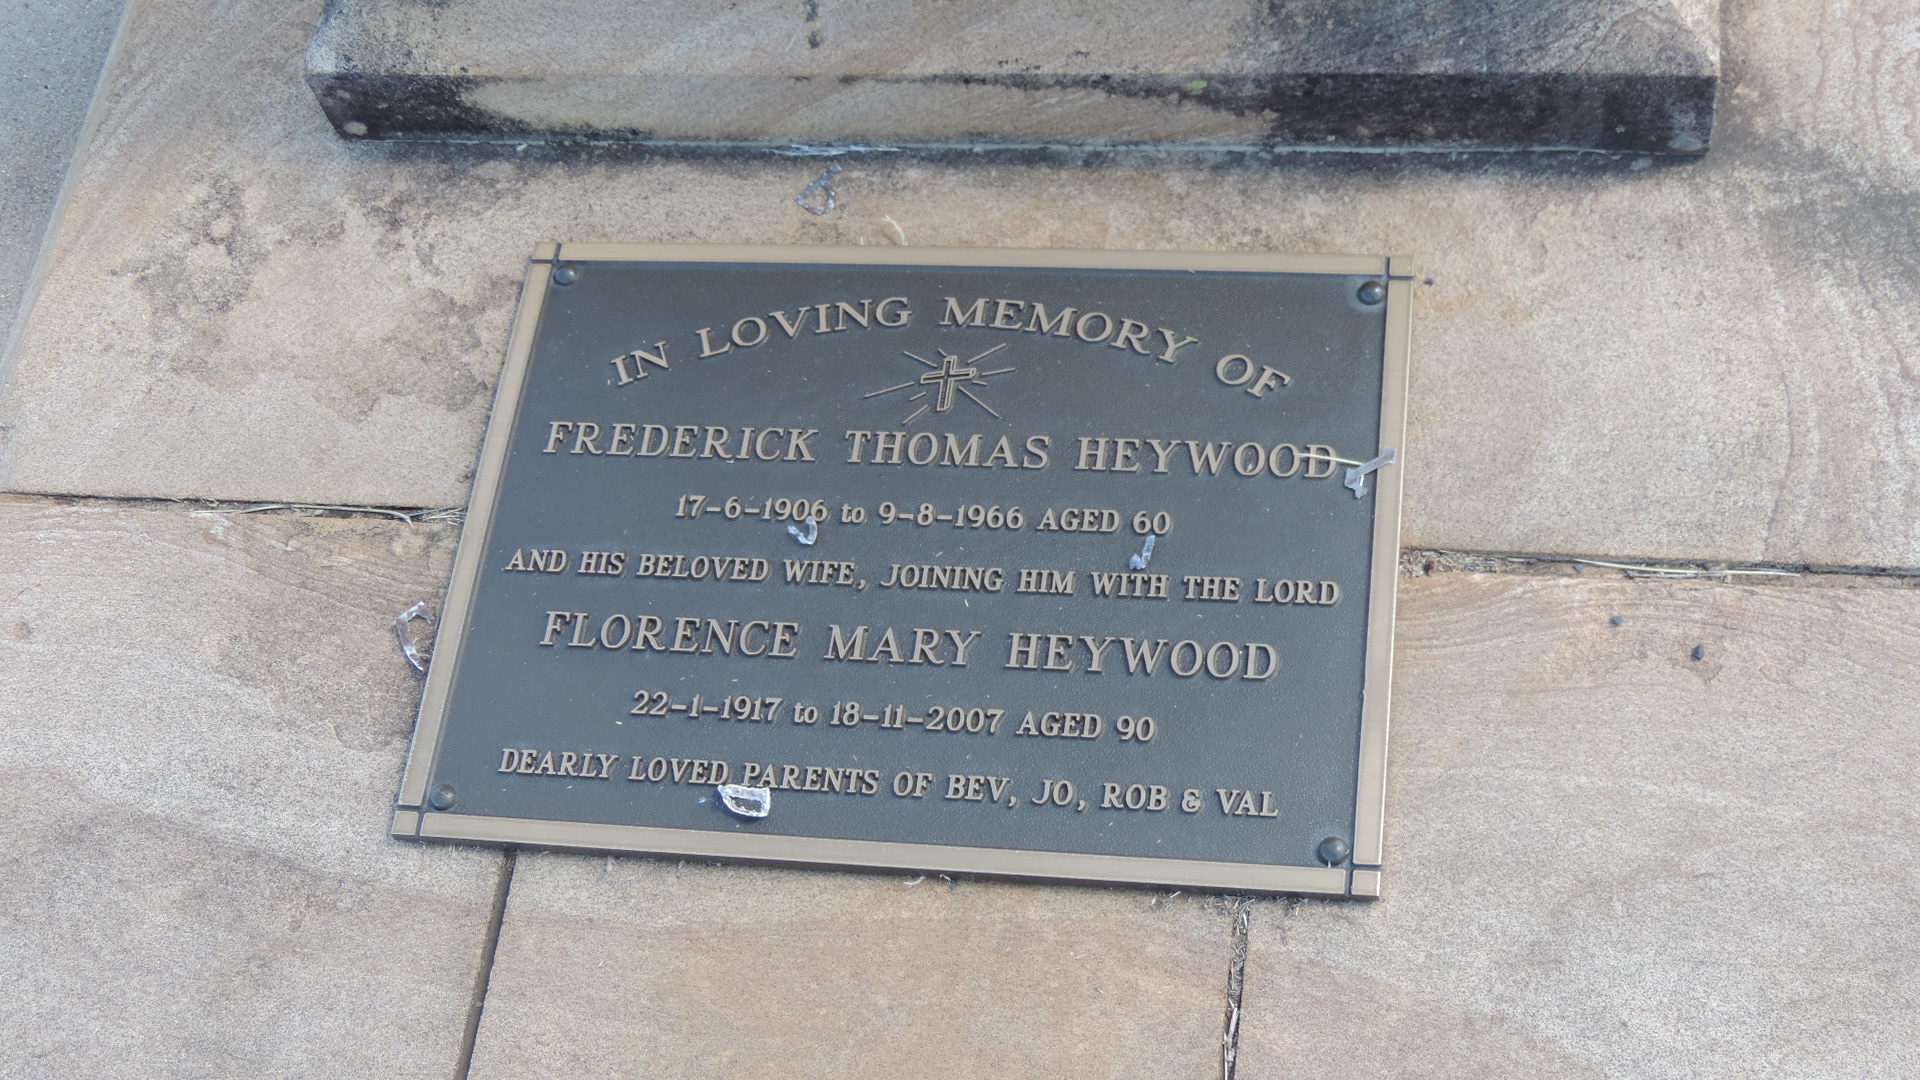 IN LOVING MEMORY OF
FREDERICK THOMAS HEYWOOD
17-6-1906 to 9-8-1966 AGED 60
AND HIS BELOVED WIFE, JOINING HIM WITH THE LORD
FLORENCE MARY HEYWOOD
22-1-1917 to 18-11-2007 AGED 90
DEARLY LOVED PARENTS OF BEV, JO, ROB & VAL